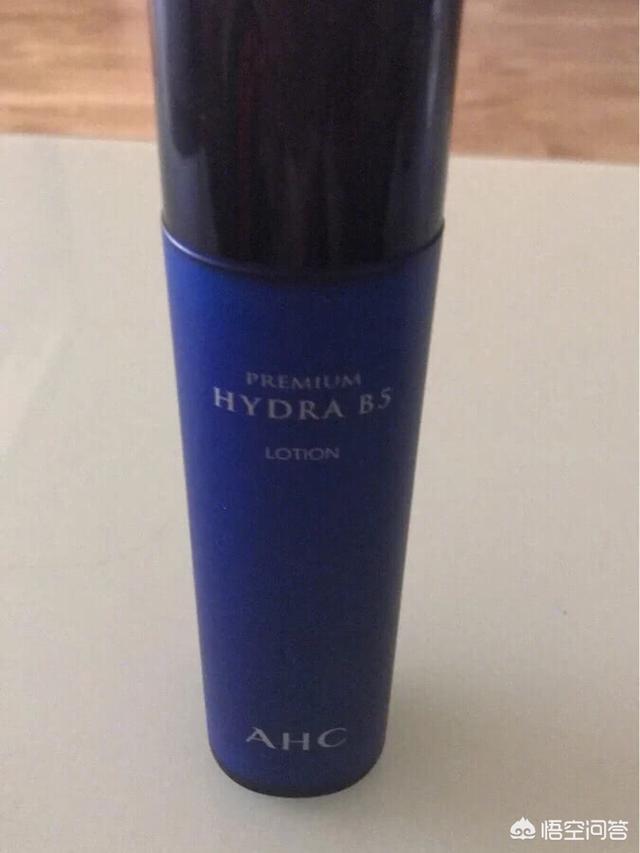 PREMIUM
HYDRA B5
LOTION
AHC
悟空问答